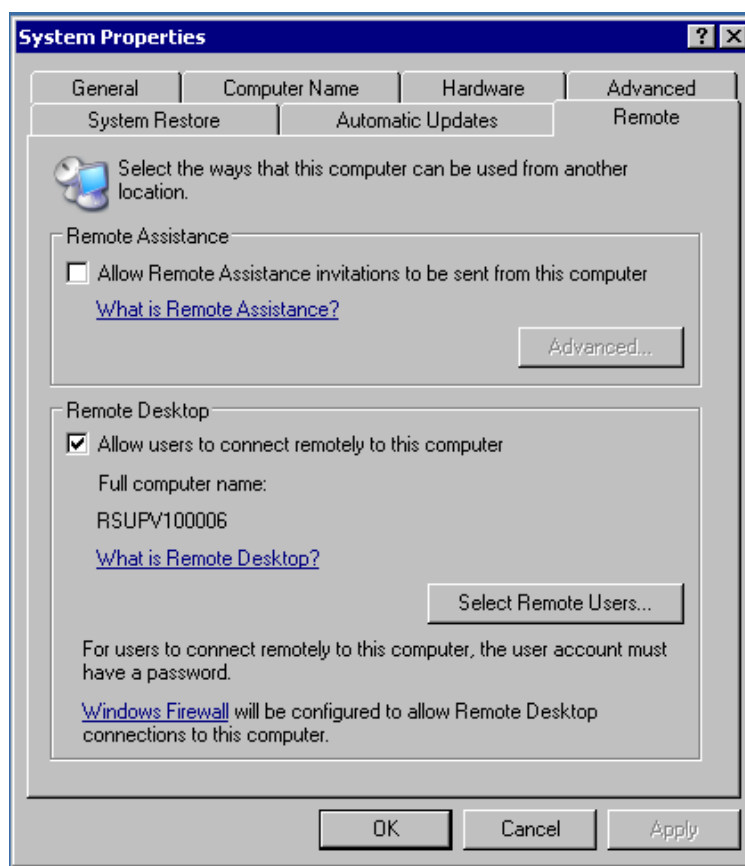 System Properties
General Computer Name Hardware Advanced
System Restore Automatic Updates Remote
Select the ways that this computer can be used from another
location.
Remote Assistance
Allow Remote Assistance invitations to be sent from this computer
What is Remote Assistance?
Advanced...
Remote Desktop
Allow users to connect remotely to this computer
Full computer name:
RSUPV100006
What is Remote Desktop?
Select Remote Users...
For users to connect remotely to this computer, the user account must
have a password.
Windows Firewall will be configured to allow Remote Desktop
connections to this computer.
OK Cancel Apply